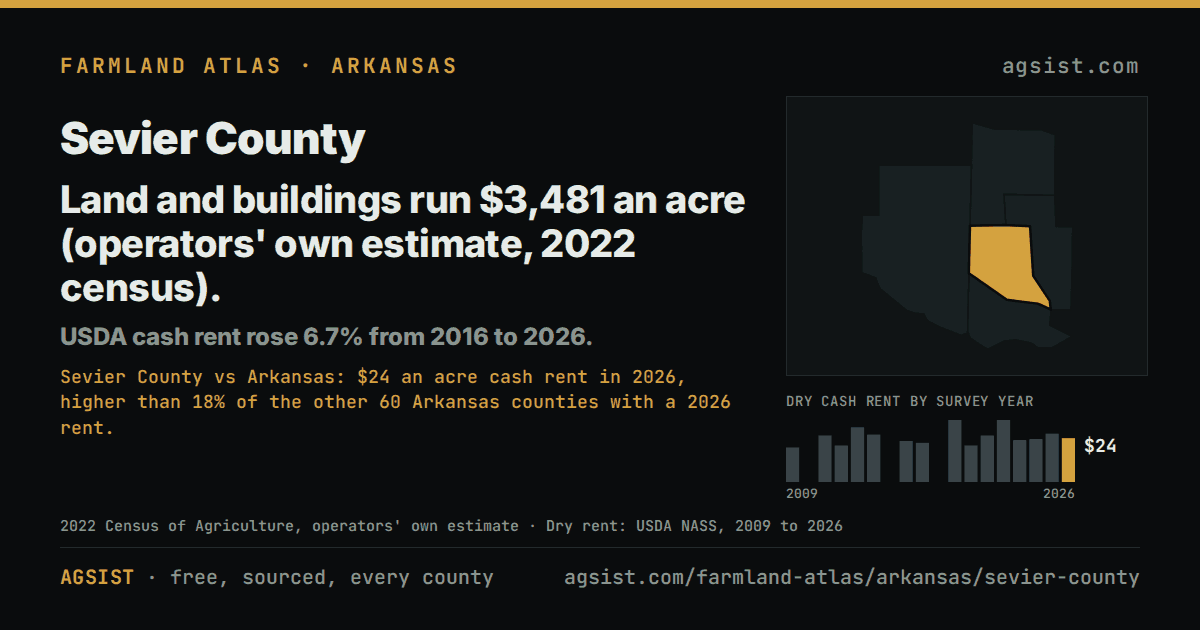 FARMLAND ATLAS · ARKANSAS
agsist.com
Sevier County
Land and buildings run $3,481 an acre
(operators' own estimate, 2022
census).
USDA cash rent rose 6.7% from 2016 to 2026.
Sevier County vs Arkansas: $24 an acre cash rent in 2026,
higher than 18% of the other 60 Arkansas counties with a 2026
rent.
DRY CASH RENT BY SURVEY YEAR
$24
2009
2026
2022 Census of Agriculture, operators' own estimate · Dry rent: USDA NASS, 2009 to 2026
AGSIST · free, sourced, every county
agsist.com/farmland-atlas/arkansas/sevier-county